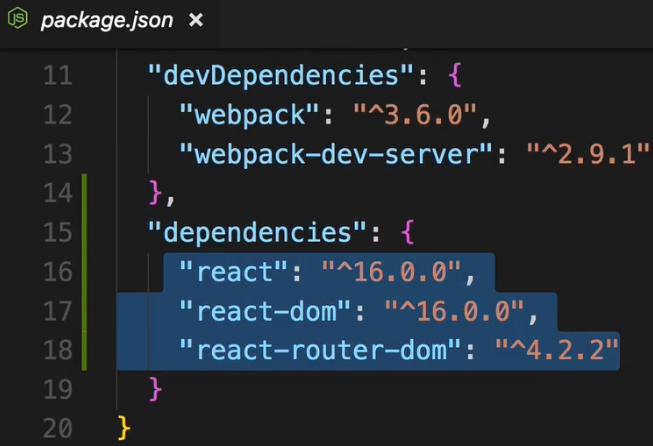 package.json ×
11 "devDependencies": {
12 "webpack": "^3.6.0",
13 "webpack-dev-server": "^2.9.1"
14 },
15 "dependencies": {
16 "react": "^16.0.0",
17 "react-dom": "^16.0.0",
18 "react-router-dom": "^4.2.2"
19 }
20 }